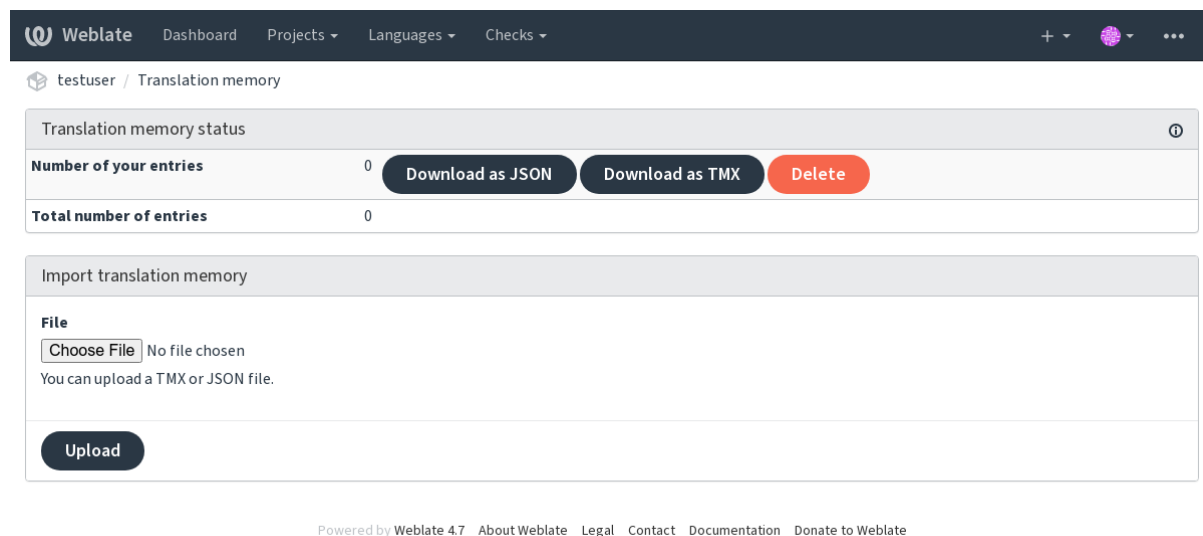 Weblate Dashboard Projects Languages Checks + •••
testuser / Translation memory
Translation memory status
Number of your entries 0 Download as JSON Download as TMX Delete
Total number of entries 0
Import translation memory
File
Choose File No file chosen
You can upload a TMX or JSON file.
Upload
Powered by Weblate 4.7 About Weblate Legal Contact Documentation Donate to Weblate